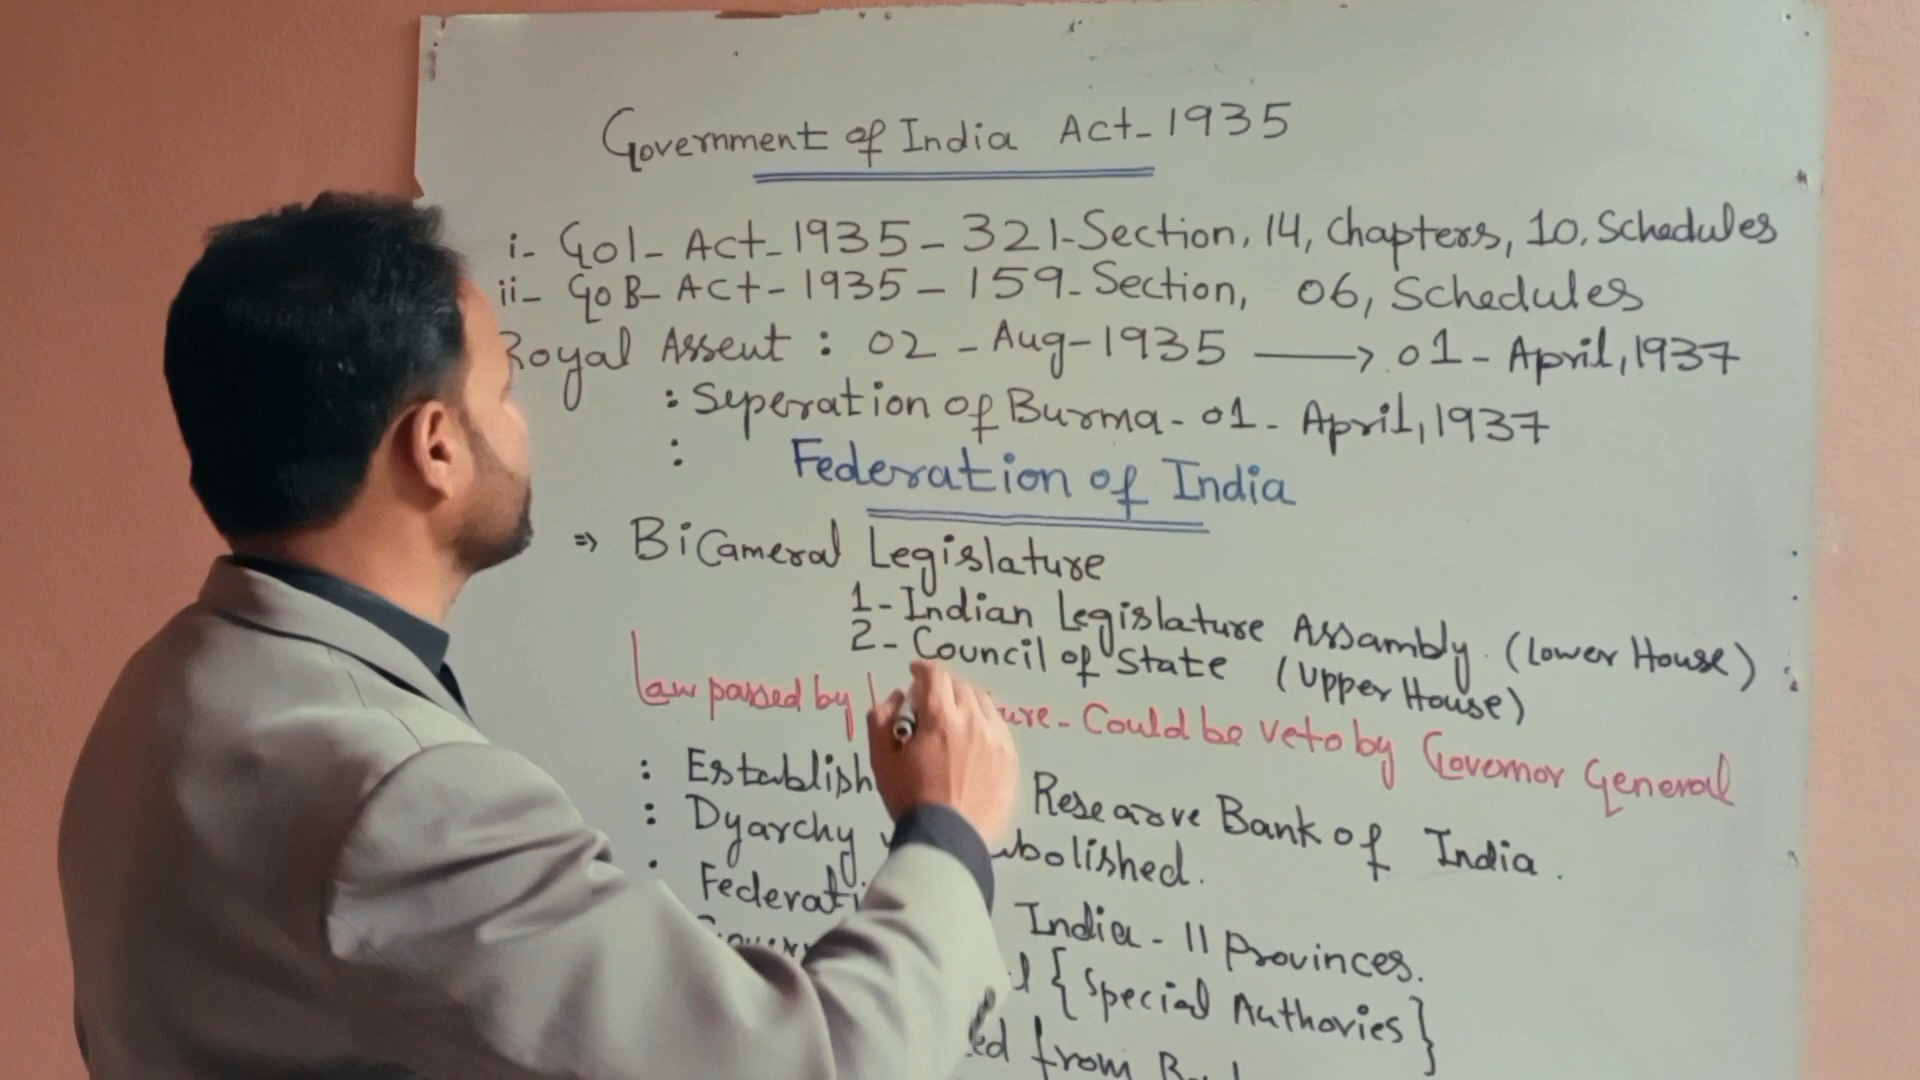 Government of India Act-1935
i- GoI- Act-1935 - 321-Section, 14, Chapters, 10, Schedules
ii- GoB- Act-1935 - 159-Section, 06, Schedules
Royal Assent : 02 - Aug-1935 → 01 - April, 1937
: Seperation of Burma - 01 - April, 1937
: Federation of India
⇒ BiCameral Legislature
1- Indian Legislature Assambly (Lower House)
2- Council of State (Upper House)
Law passed by Could be veto by Governor General
: Establish Researve Bank of India.
: Dyarchy abolished.
: Federati India - 11 Provinces.
{Special Authories}
from